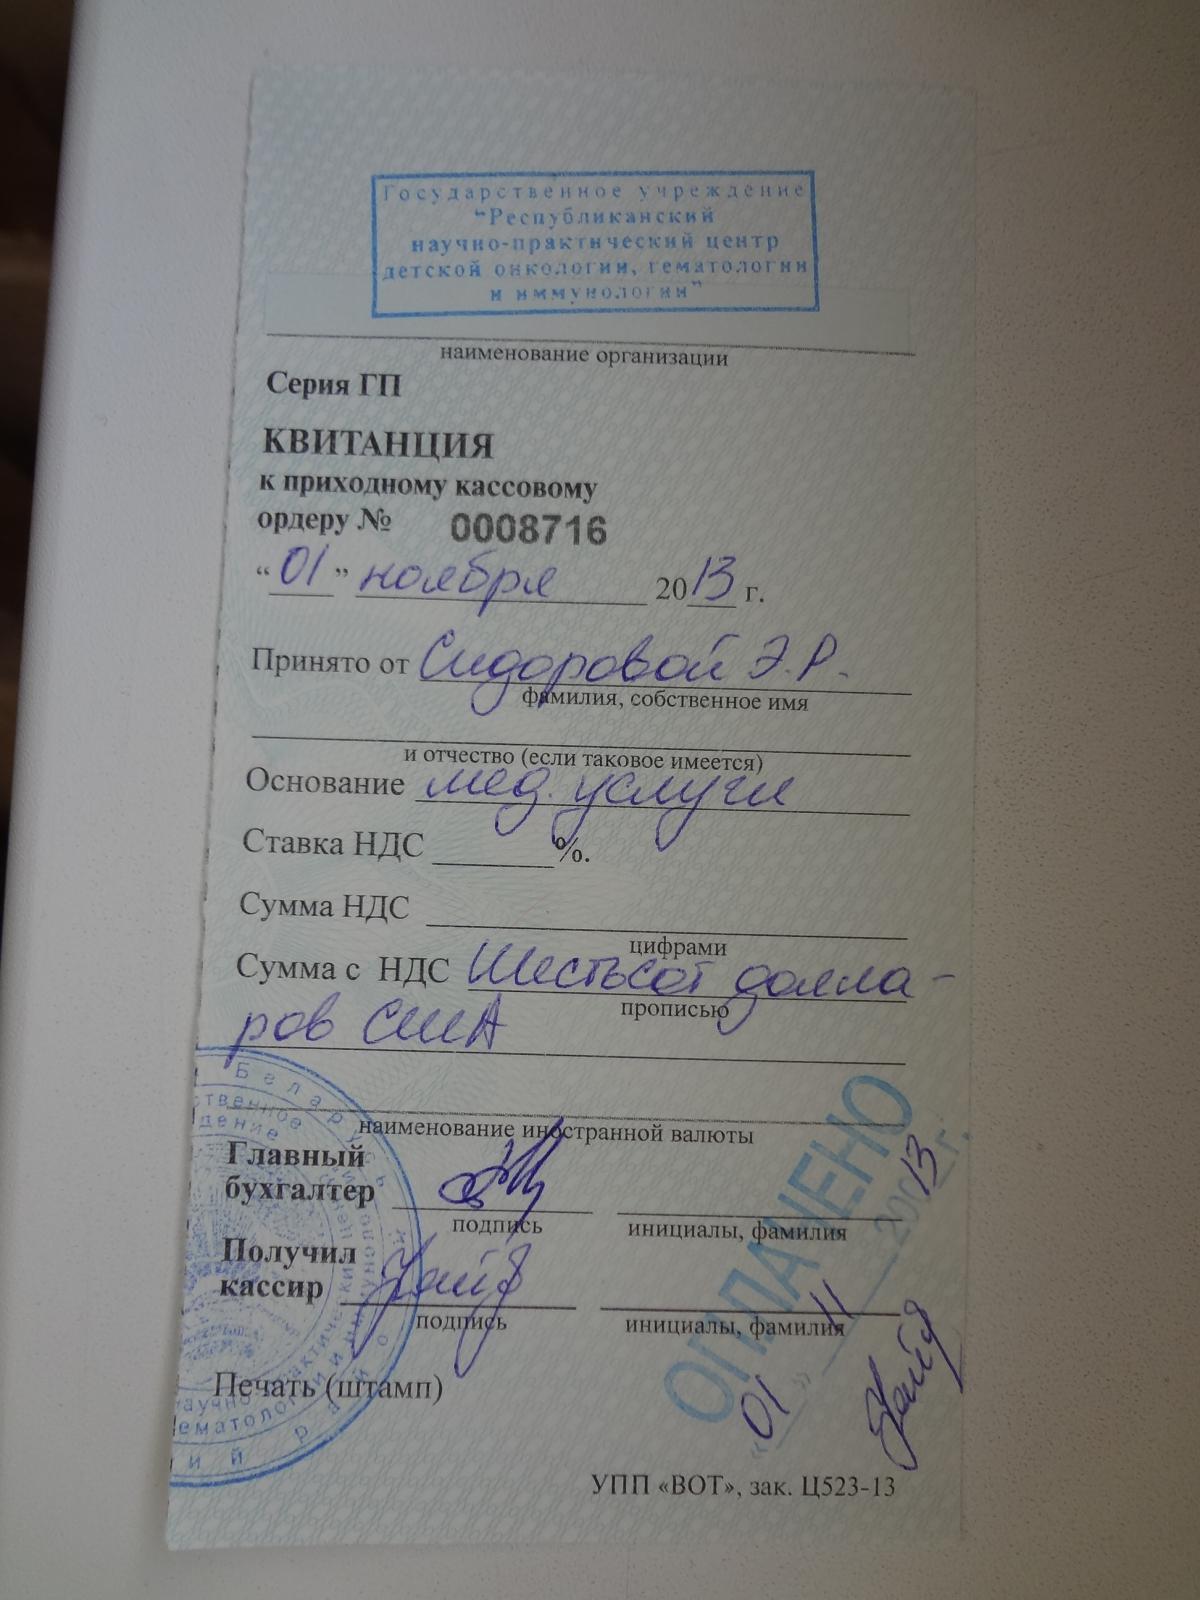 Государственное учреждение
"Республиканский
научно-практический центр
детской онкологии, гематологии
и иммунологии"
наименование организации
Серия ГП
КВИТАНЦИЯ
к приходному кассовому
ордеру № 0008716
"01" ноября 2013 г.
Принято от Сидоровой Э.Р.
фамилия, собственное имя
и отчество (если таковое имеется)
Основание мед. услуги
Ставка НДС %.
Сумма НДС
цифрами
Сумма с НДС Шестьсот долла-
прописью
ров США
наименование иностранной валюты
Главный
бухгалтер
подпись инициалы, фамилия
Получил
кассир
подпись инициалы, фамилия
Печать (штамп)
ОПЛАЧЕНО
"01" 11 200 13 г.
УПП «ВОТ», зак. Ц523-13